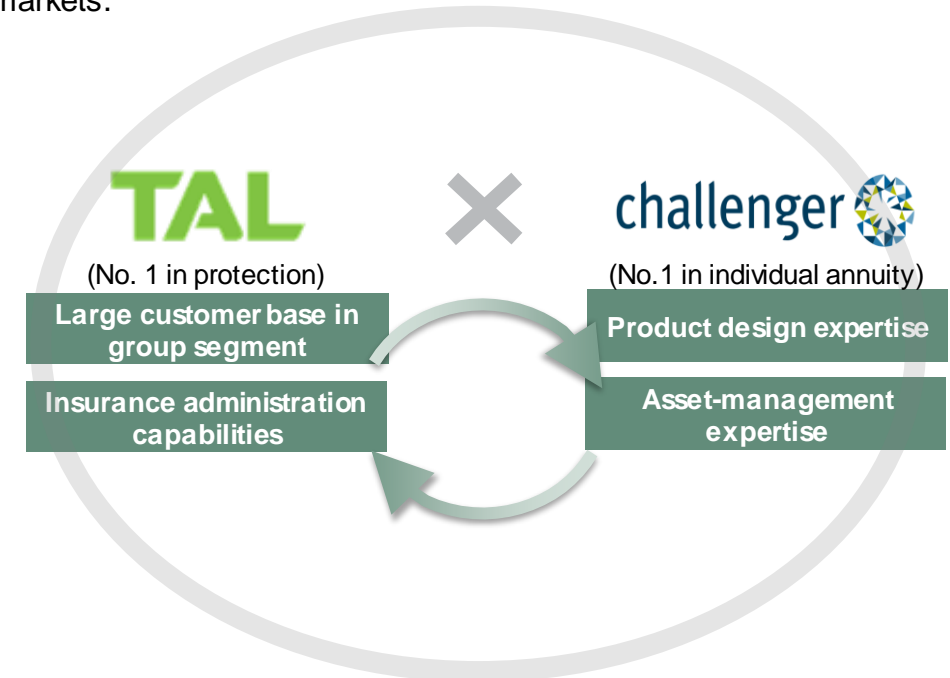 markets.
TAL
challenger
(No. 1 in protection)
(No.1 in individual annuity)
Large customer base in
group segment
Product design expertise
Insurance administration
capabilities
Asset-management
expertise